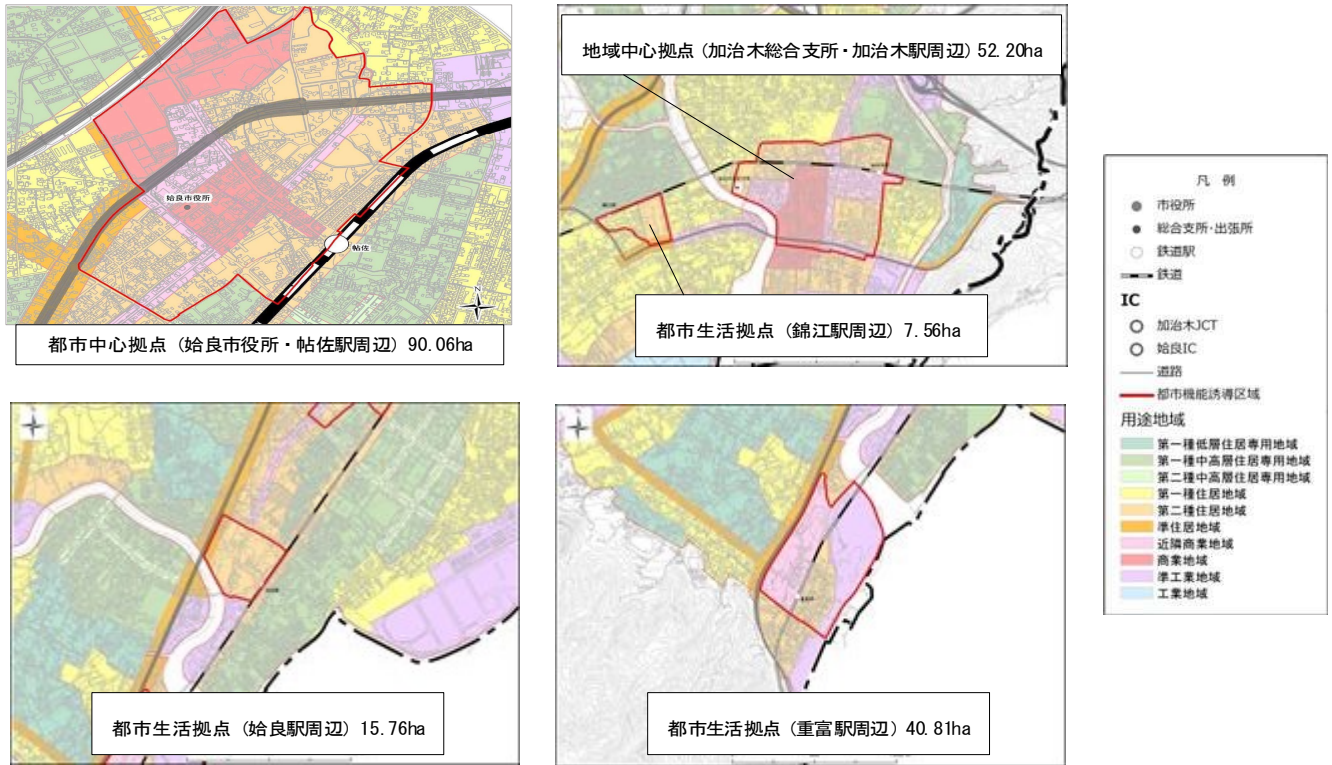 始良市役所
帖佐
N
都市中心拠点 (始良市役所・帖佐駅周辺) 90.06ha
地域中心拠点 (加治木総合支所・加治木駅周辺) 52.20ha
都市生活拠点 (錦江駅周辺) 7.56ha
都市生活拠点 (始良駅周辺) 15.76ha
都市生活拠点 (重富駅周辺) 40.81ha
凡 例
市役所
総合支所・出張所
鉄道駅
鉄道
IC
加治木JCT
始良IC
道路
都市機能誘導区域
用途地域
第一種低層住居専用地域
第一種中高層住居専用地域
第二種中高層住居専用地域
第一種住居地域
第二種住居地域
準住居地域
近隣商業地域
商業地域
準工業地域
工業地域